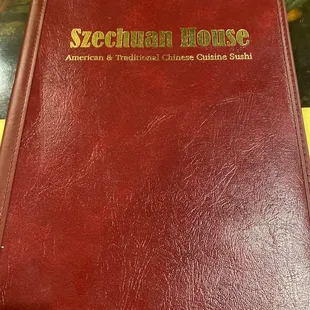 Szechuan House
American & Traditional Chinese Cuisine Sushi